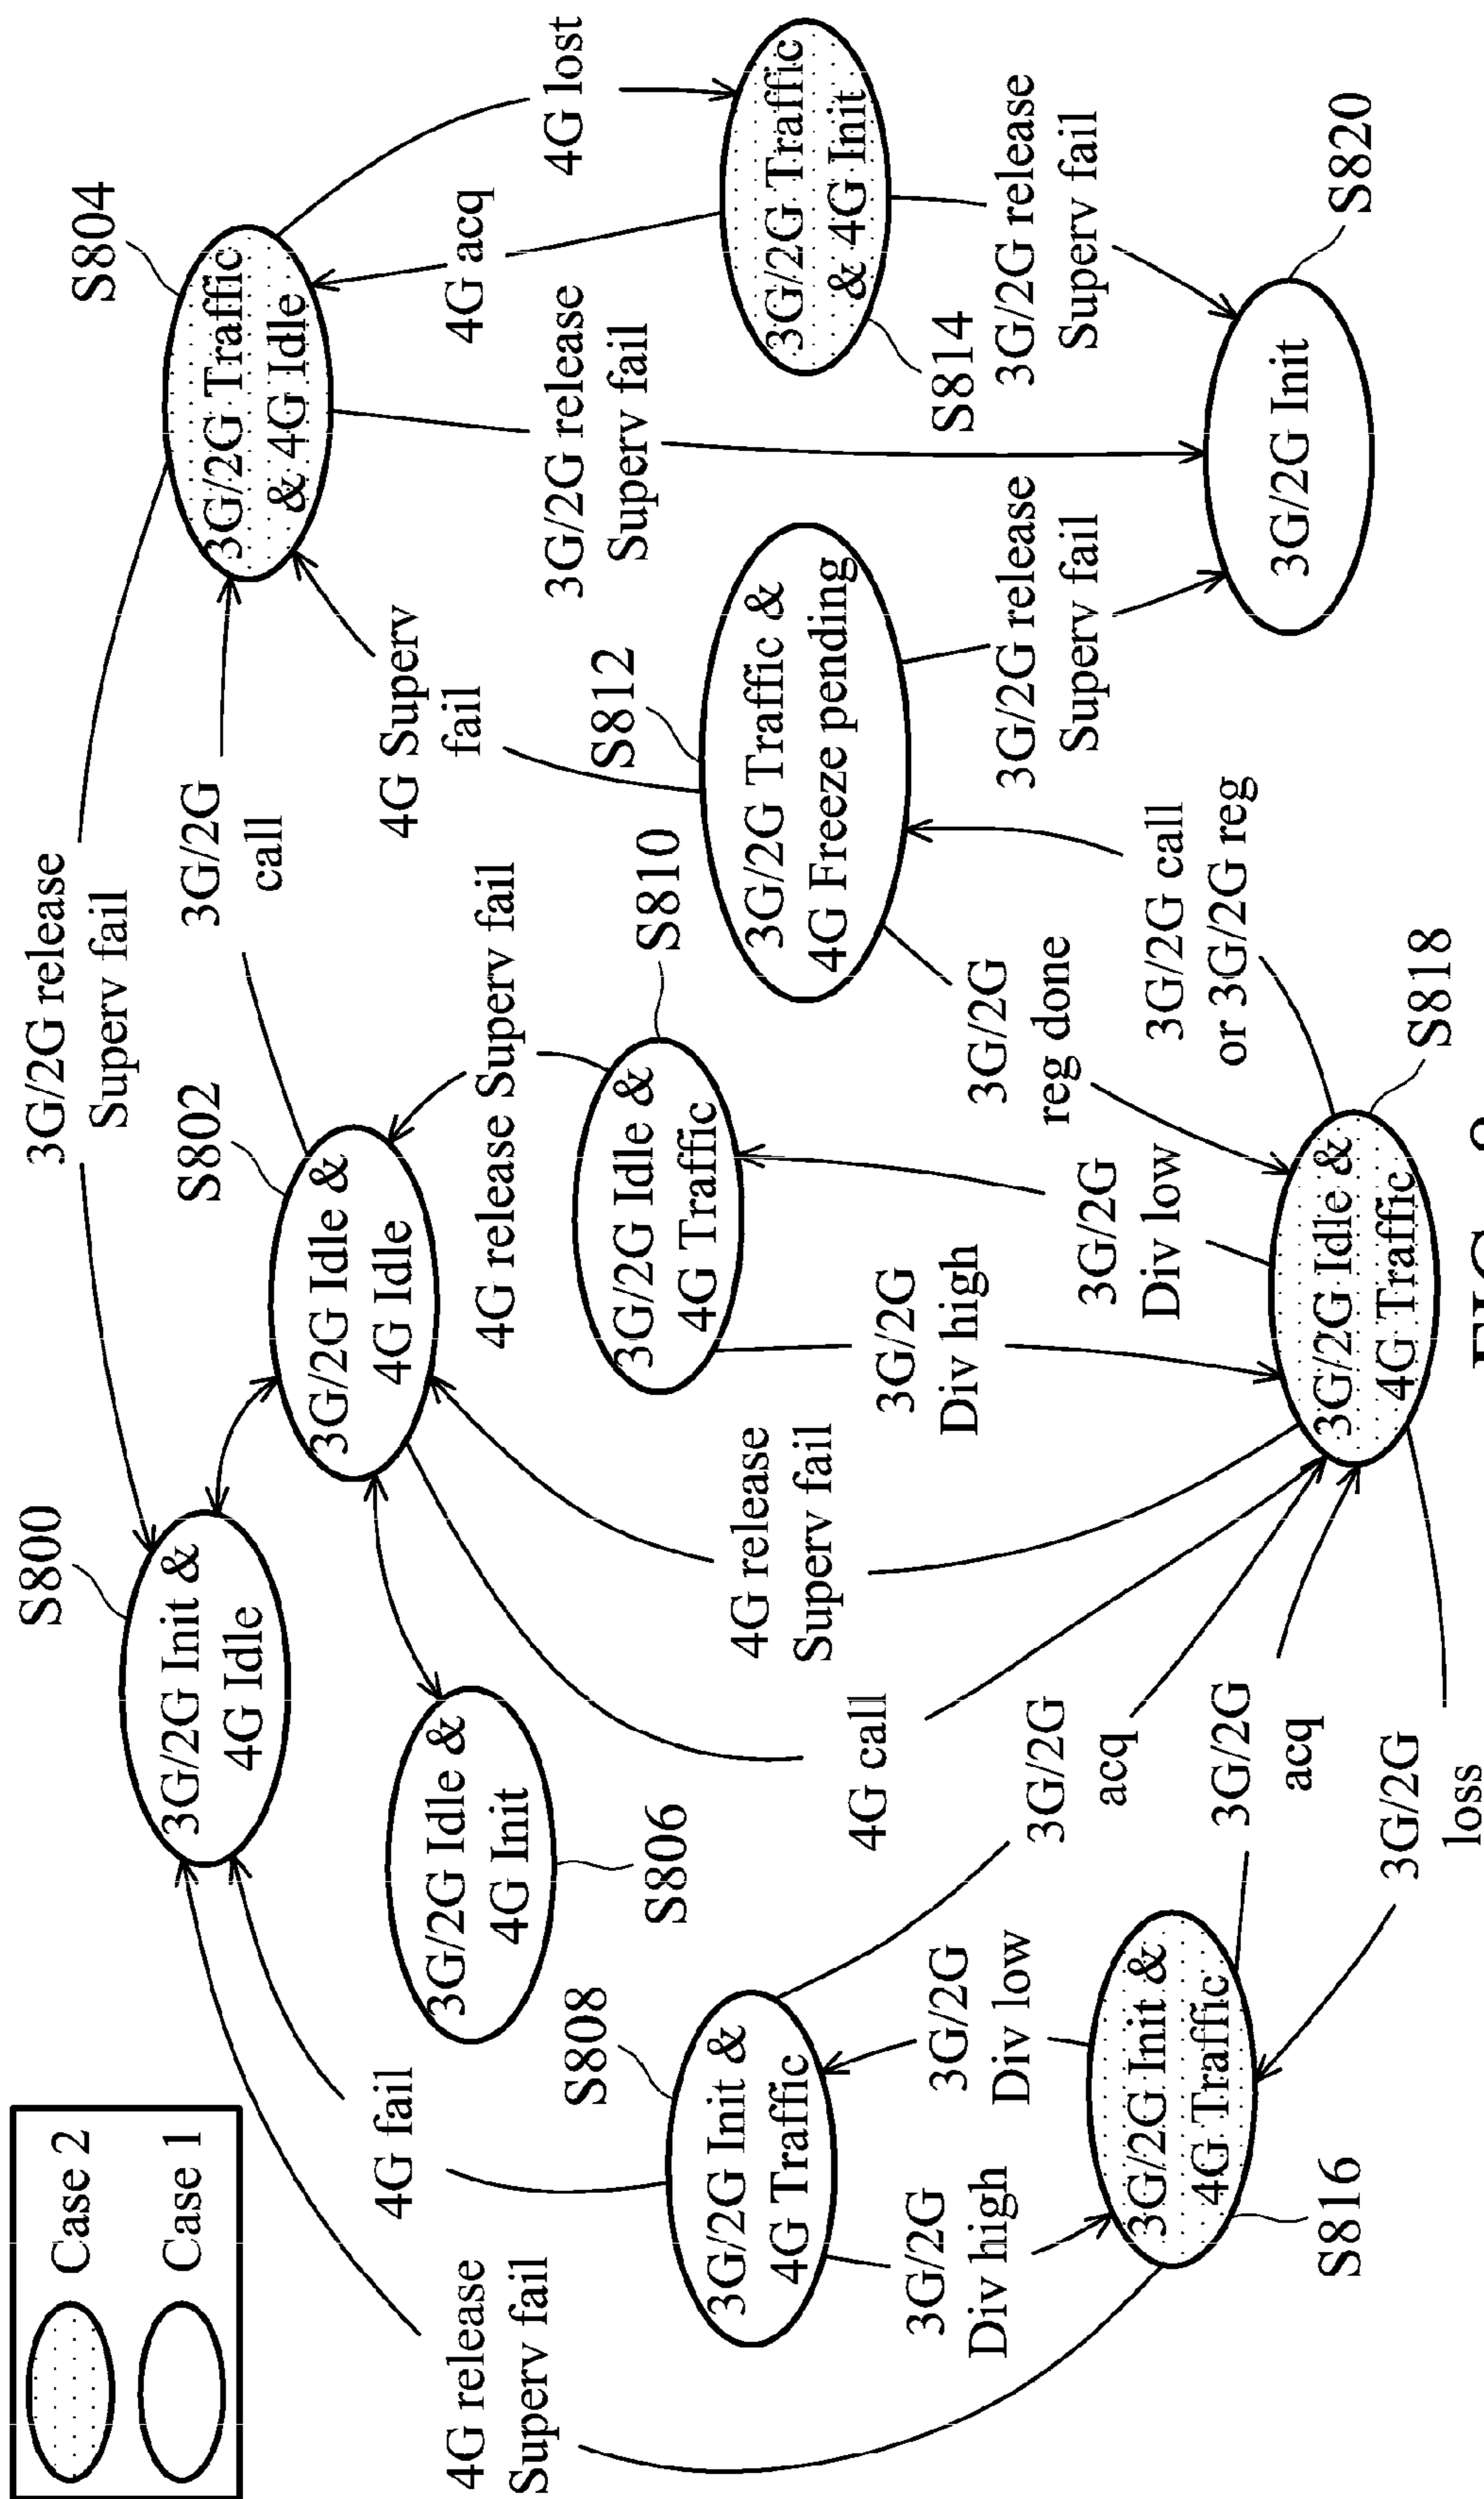 Case 2
Case 1
S800
3G/2G Init &
4G Idle
3G/2G release
Superv fail
S804
3G/2G Traffic
& 4G Idle
S802
3G/2G Idle &
4G Idle
3G/2G
call
4G lost
4G acq
4G Superv
fail
3G/2G release
Superv fail
4G release
Superv fail
4G fail
3G/2G Idle &
4G Init
S806
4G release Superv fail
S808
3G/2G Init &
4G Traffic
S810
3G/2G Idle &
4G Traffic
S812
3G/2G Traffic &
4G Freeze pending
3G/2G Traffic
& 4G Init
S814
4G release
Superv fail
4G call
3G/2G
Div high
3G/2G
Div low
3G/2G
acq
3G/2G
Div high
3G/2G
Div low
3G/2G
reg done
3G/2G release
Superv fail
3G/2G release
Superv fail
3G/2G Init &
4G Traffic
S816
3G/2G
acq
3G/2G call
or 3G/2G reg
3G/2G
loss
3G/2G Idle &
4G Traffic
S818
3G/2G Init
S820